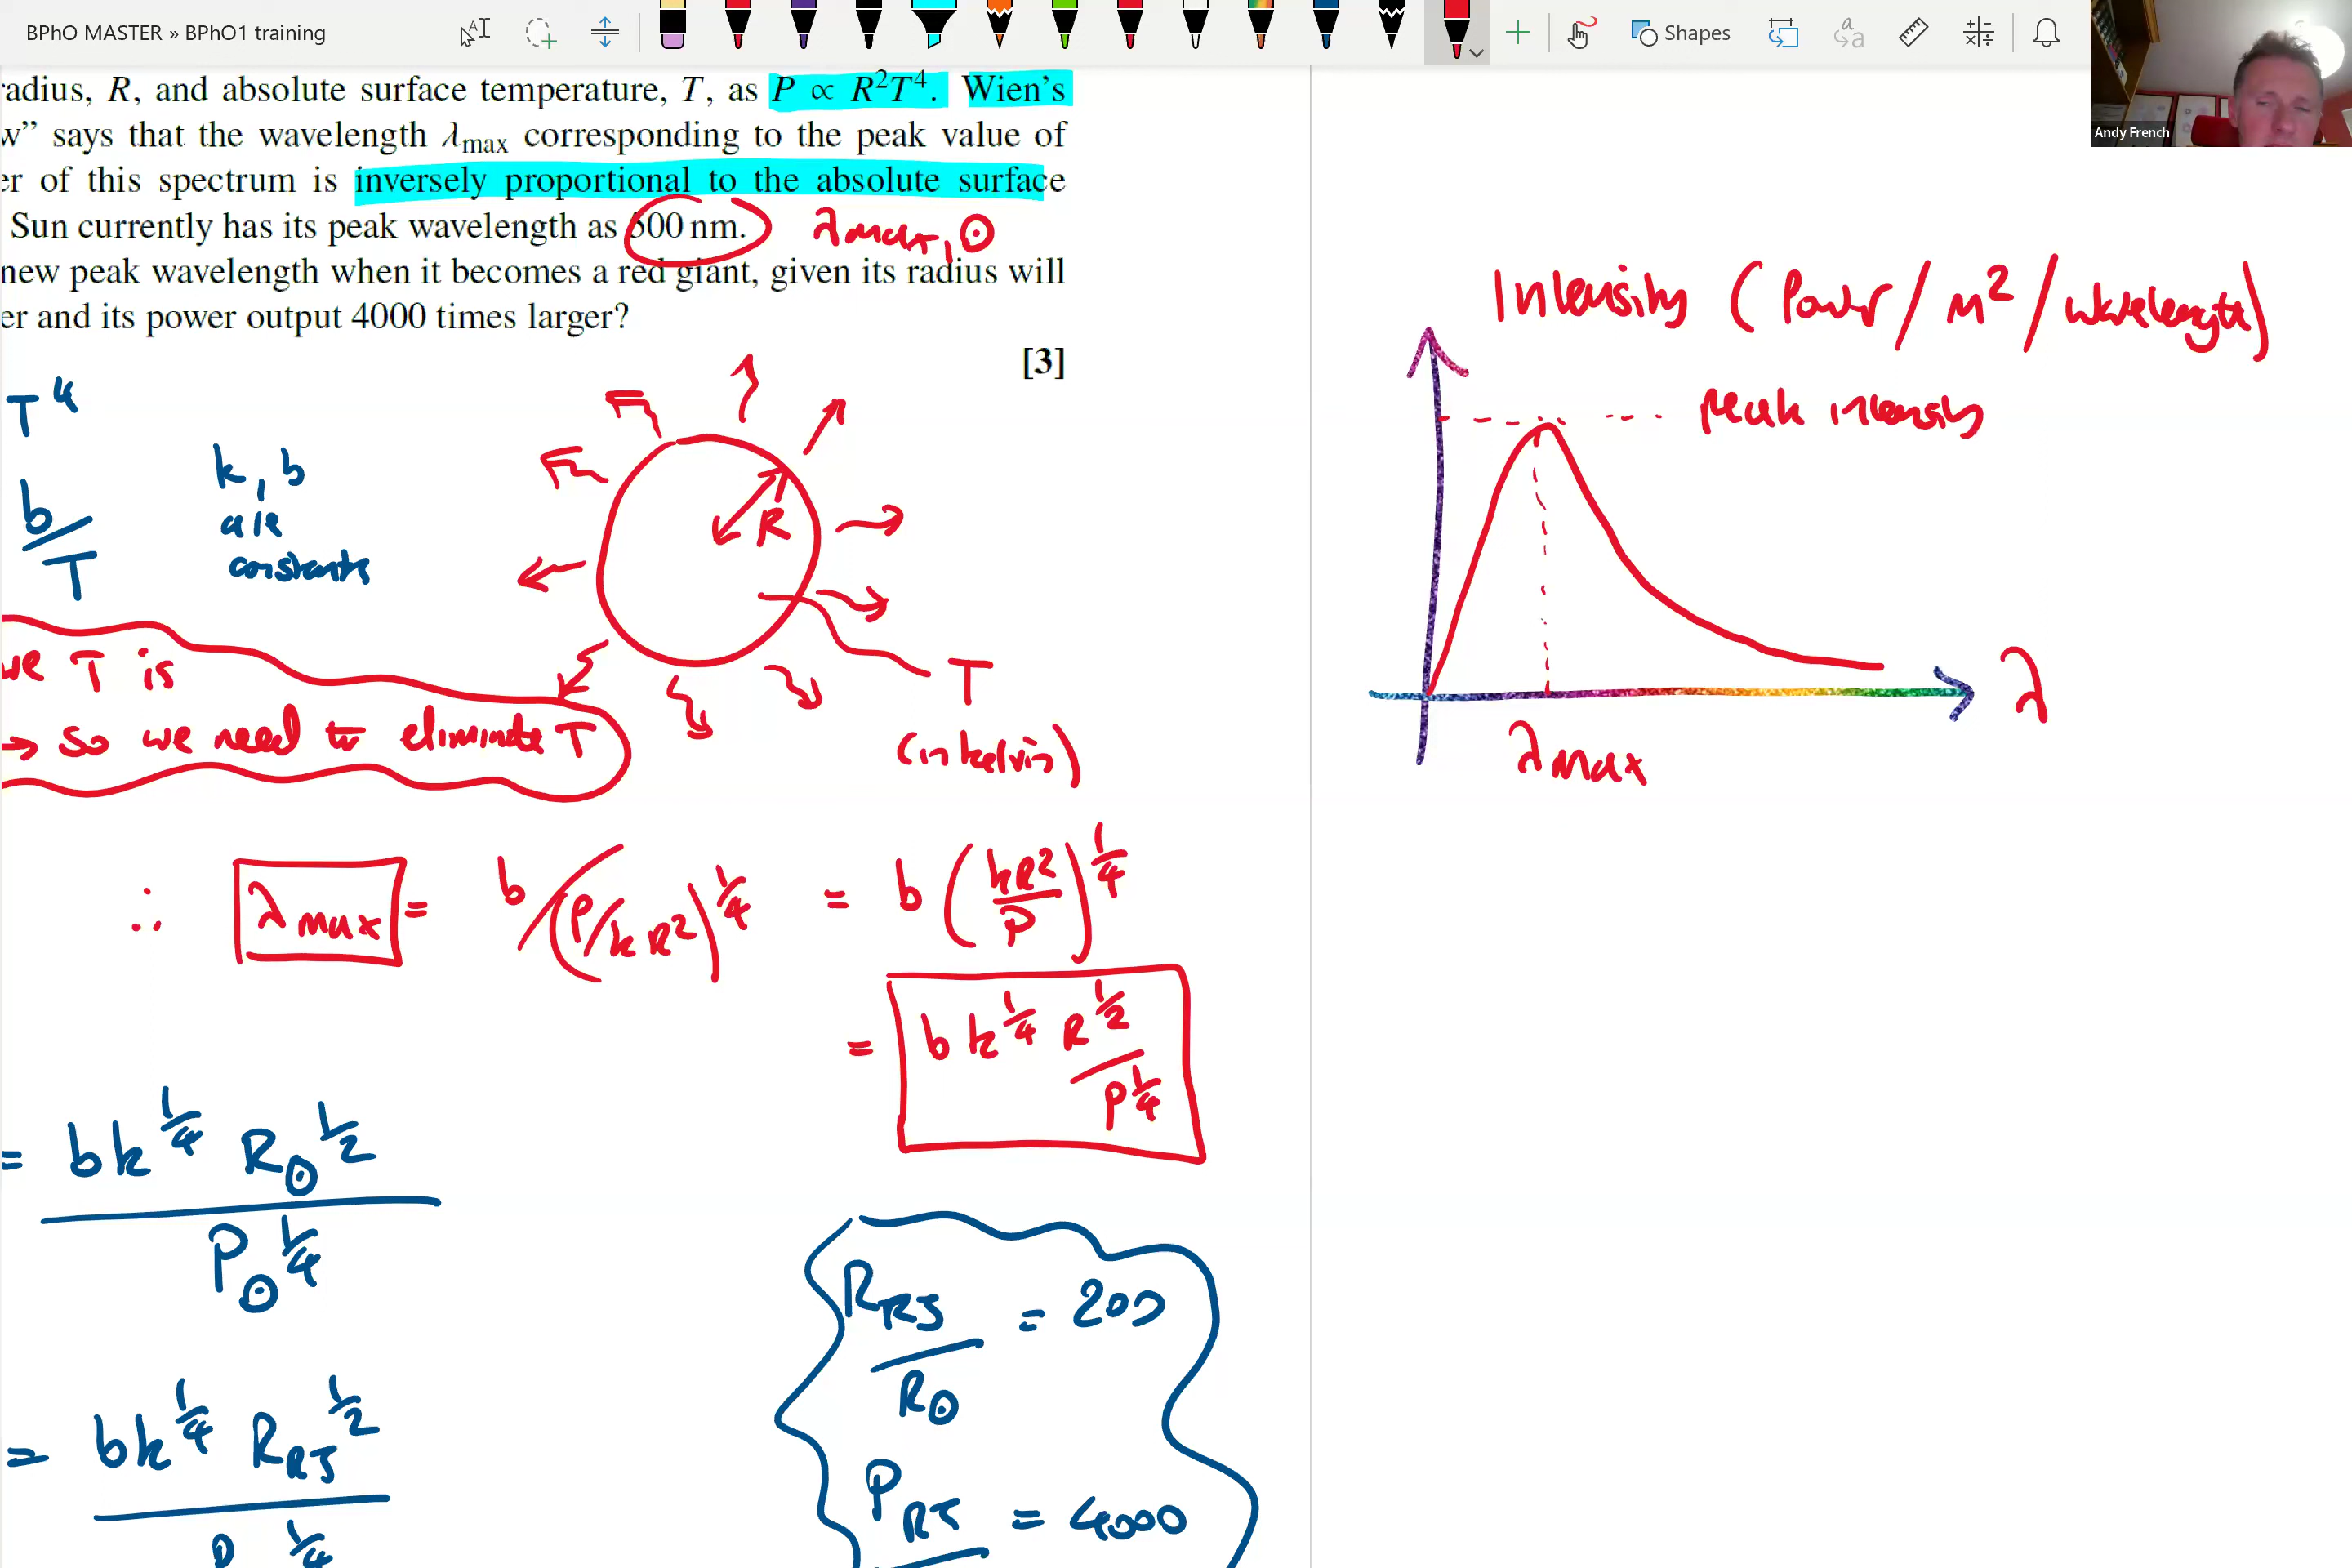 BPhO MASTER » BPhO1 training
Shapes
Andy French
radius, R, and absolute surface temperature, T, as P ∝ R²T⁴. Wien's
w" says that the wavelength λmax corresponding to the peak value of
er of this spectrum is inversely proportional to the absolute surface
Sun currently has its peak wavelength as 500 nm.
λmax,⊙
new peak wavelength when it becomes a red giant, given its radius will
er and its power output 4000 times larger?
[3]
T⁴
b/T
k, b
are
constants
R
T
(in kelvin)
we T is
→ so we need to eliminate T
∴ λmax = b/(P/kR²)^¼ = b(kR²/P)^¼
= bk^¼ R^½/P^¼
= bk^¼ R⊙^½
P⊙^¼
= bk^¼ R_RG^½
P ^¼
R_RG/R⊙ = 200
P_RG = 4000
Intensity (Power/m²/wavelength)
peak intensity
λ
λmax